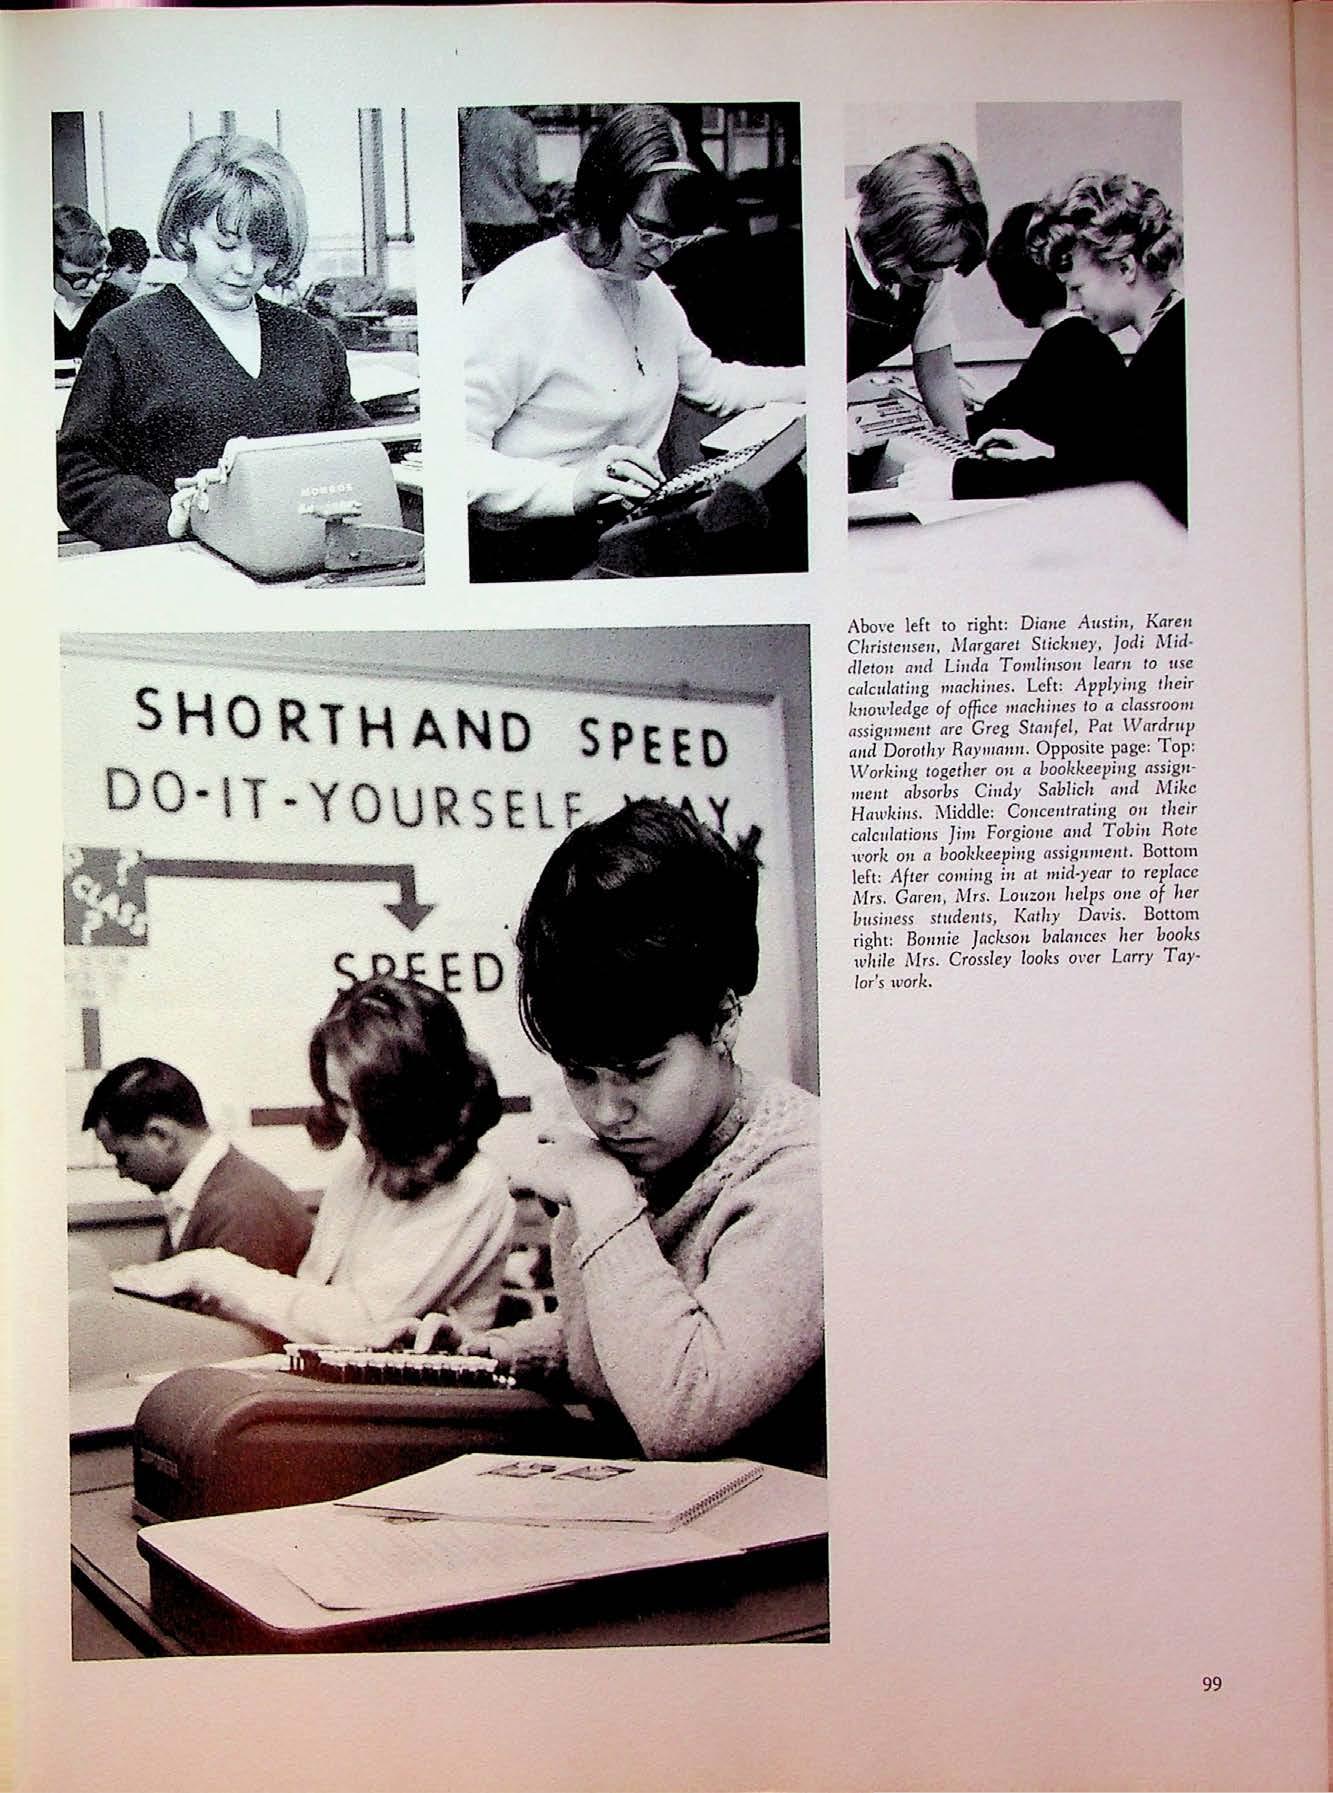 MONROE
SHORTHAND SPEED
DO-IT-YOURSELF WAY
CLASS
SPEED
Above left to right: Diane Austin, Karen
Christensen, Margaret Stickney, Jodi Mid-
dleton and Linda Tomlinson learn to use
calculating machines. Left: Applying their
knowledge of office machines to a classroom
assignment are Greg Stanfel, Pat Wardrup
and Dorothy Raymann. Opposite page: Top:
Working together on a bookkeeping assign-
ment absorbs Cindy Sablich and Mike
Hawkins. Middle: Concentrating on their
calculations Jim Forgione and Tobin Rote
work on a bookkeeping assignment. Bottom
left: After coming in at mid-year to replace
Mrs. Garen, Mrs. Louzon helps one of her
business students, Kathy Davis. Bottom
right: Bonnie Jackson balances her books
while Mrs. Crossley looks over Larry Tay-
lor's work.
99